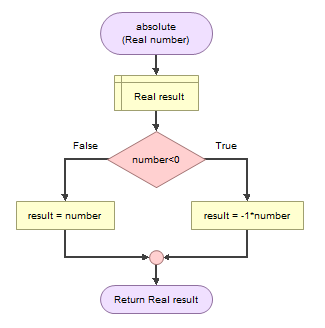 absolute
(Real number)
Real result
False
number<0
True
result = number
result = -1*number
Return Real result